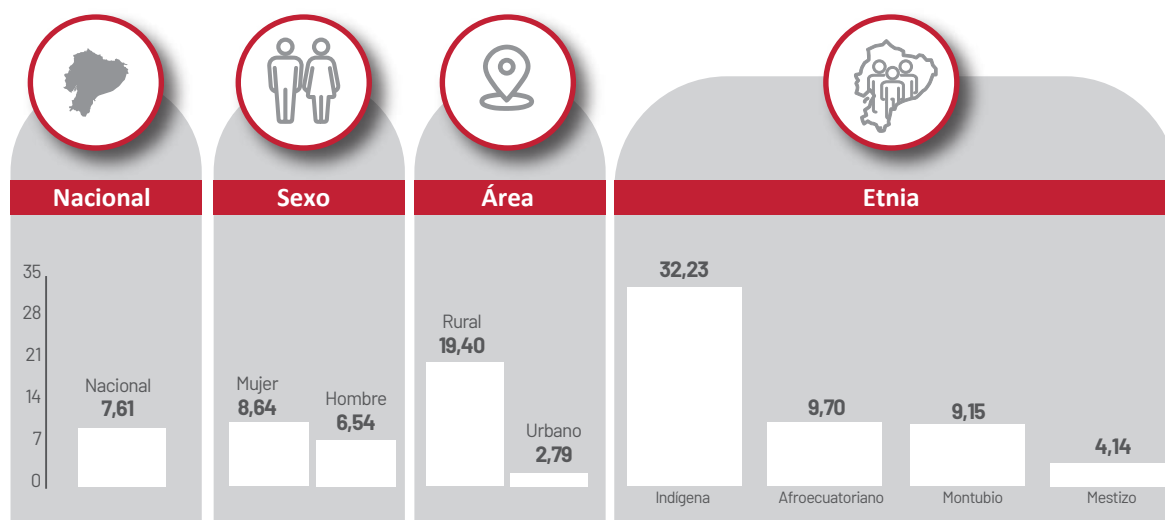 Nacional
Sexo
Área
Etnia
35
28
21
14
7
0
Nacional
7,61
Mujer
8,64
Hombre
6,54
Rural
19,40
Urbano
2,79
32,23
Indígena
9,70
Afroecuatoriano
9,15
Montubio
4,14
Mestizo